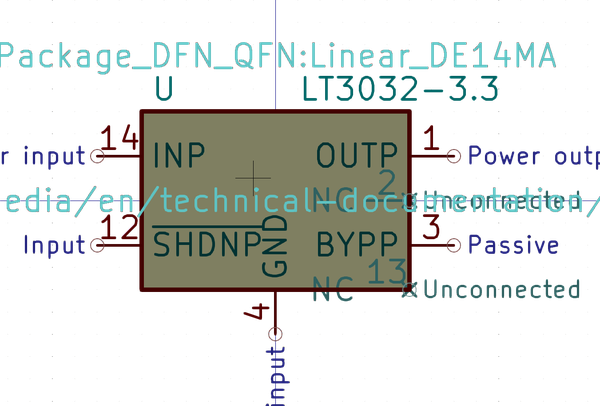 Package_DFN_QFN:Linear_DE14MA
U LT3032-3.3
r input 14 INP OUTP 1 Power outp
NC 2 Unconnected
edia/en/technical-documentation/
Input 12 SHDNP BYPP 3 Passive
GND
NC 13 Unconnected
4
input